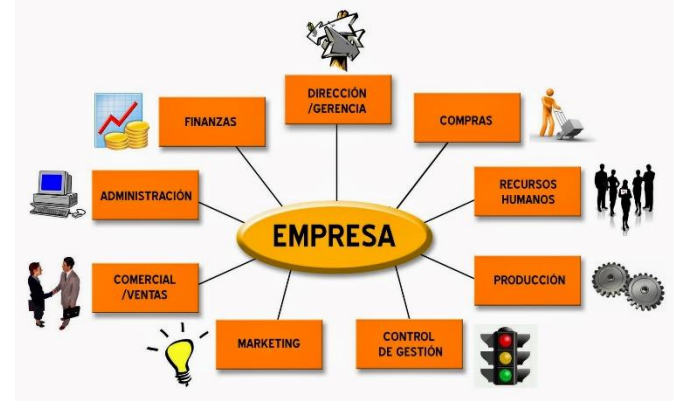 DIRECCIÓN
/GERENCIA
FINANZAS
COMPRAS
ADMINISTRACIÓN
RECURSOS
HUMANOS
EMPRESA
COMERCIAL
/VENTAS
PRODUCCIÓN
MARKETING
CONTROL
DE GESTIÓN